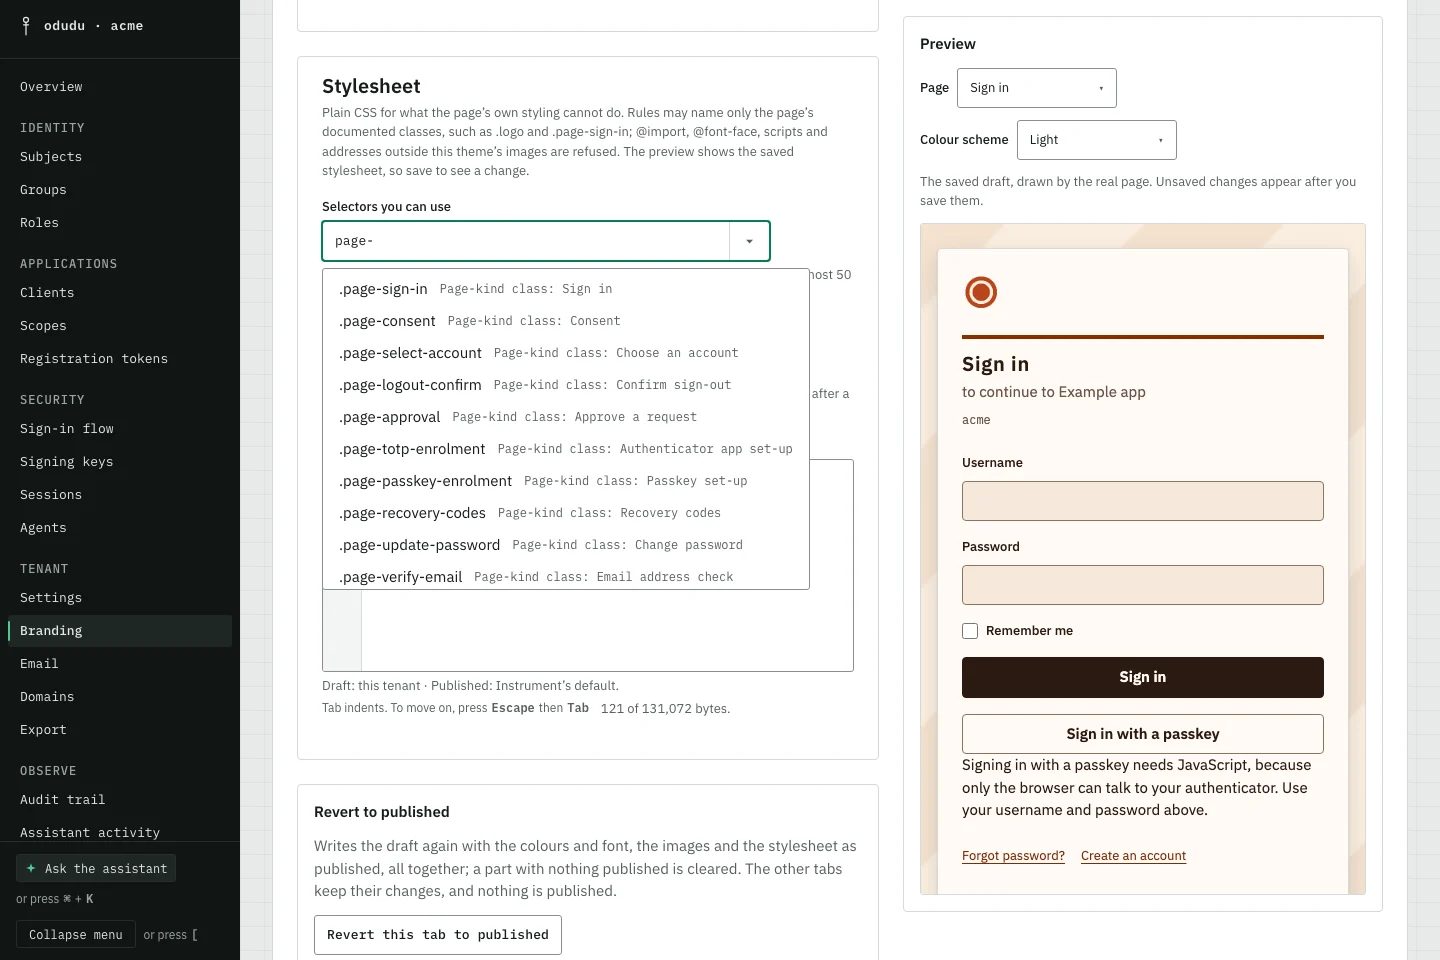 odudu · acme
Overview
IDENTITY
Subjects
Groups
Roles
APPLICATIONS
Clients
Scopes
Registration tokens
SECURITY
Sign-in flow
Signing keys
Sessions
Agents
TENANT
Settings
Branding
Email
Domains
Export
OBSERVE
Audit trail
Assistant activity
Ask the assistant
or press ⌘ + K
Collapse menu or press [
Stylesheet
Plain CSS for what the page’s own styling cannot do. Rules may name only the page’s
documented classes, such as .logo and .page-sign-in; @import, @font-face, scripts and
addresses outside this theme’s images are refused. The preview shows the saved
stylesheet, so save to see a change.
Selectors you can use
page-
50
.page-sign-in Page-kind class: Sign in
.page-consent Page-kind class: Consent
.page-select-account Page-kind class: Choose an account
.page-logout-confirm Page-kind class: Confirm sign-out
after a
.page-approval Page-kind class: Approve a request
.page-totp-enrolment Page-kind class: Authenticator app set-up
.page-passkey-enrolment Page-kind class: Passkey set-up
.page-recovery-codes Page-kind class: Recovery codes
.page-update-password Page-kind class: Change password
.page-verify-email Page-kind class: Email address check
Draft: this tenant · Published: Instrument’s default.
Tab indents. To move on, press Escape then Tab 121 of 131,072 bytes.
Revert to published
Writes the draft again with the colours and font, the images and the stylesheet as
published, all together; a part with nothing published is cleared. The other tabs
keep their changes, and nothing is published.
Revert this tab to published
Preview
Page Sign in
Colour scheme Light
The saved draft, drawn by the real page. Unsaved changes appear after you
save them.
Sign in
to continue to Example app
acme
Username
Password
Remember me
Sign in
Sign in with a passkey
Signing in with a passkey needs JavaScript, because
only the browser can talk to your authenticator. Use
your username and password above.
Forgot password? Create an account